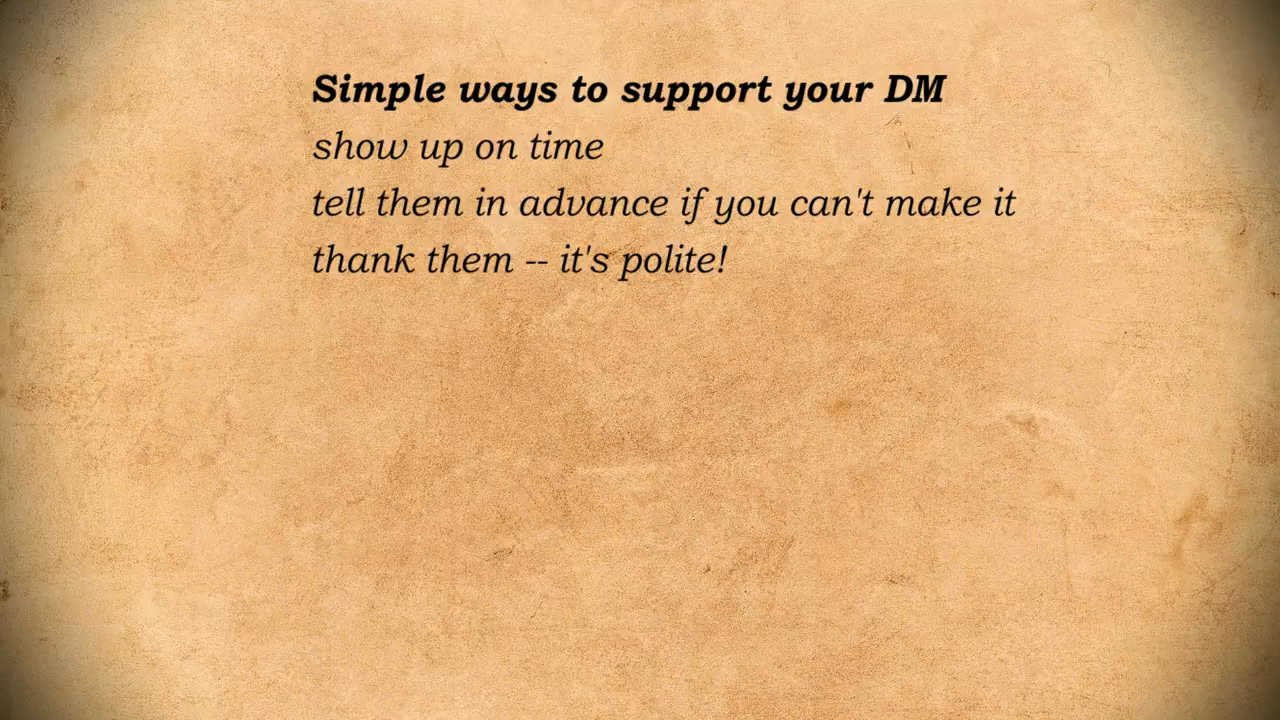 Simple ways to support your DM
show up on time
tell them in advance if you can't make it
thank them -- it's polite!